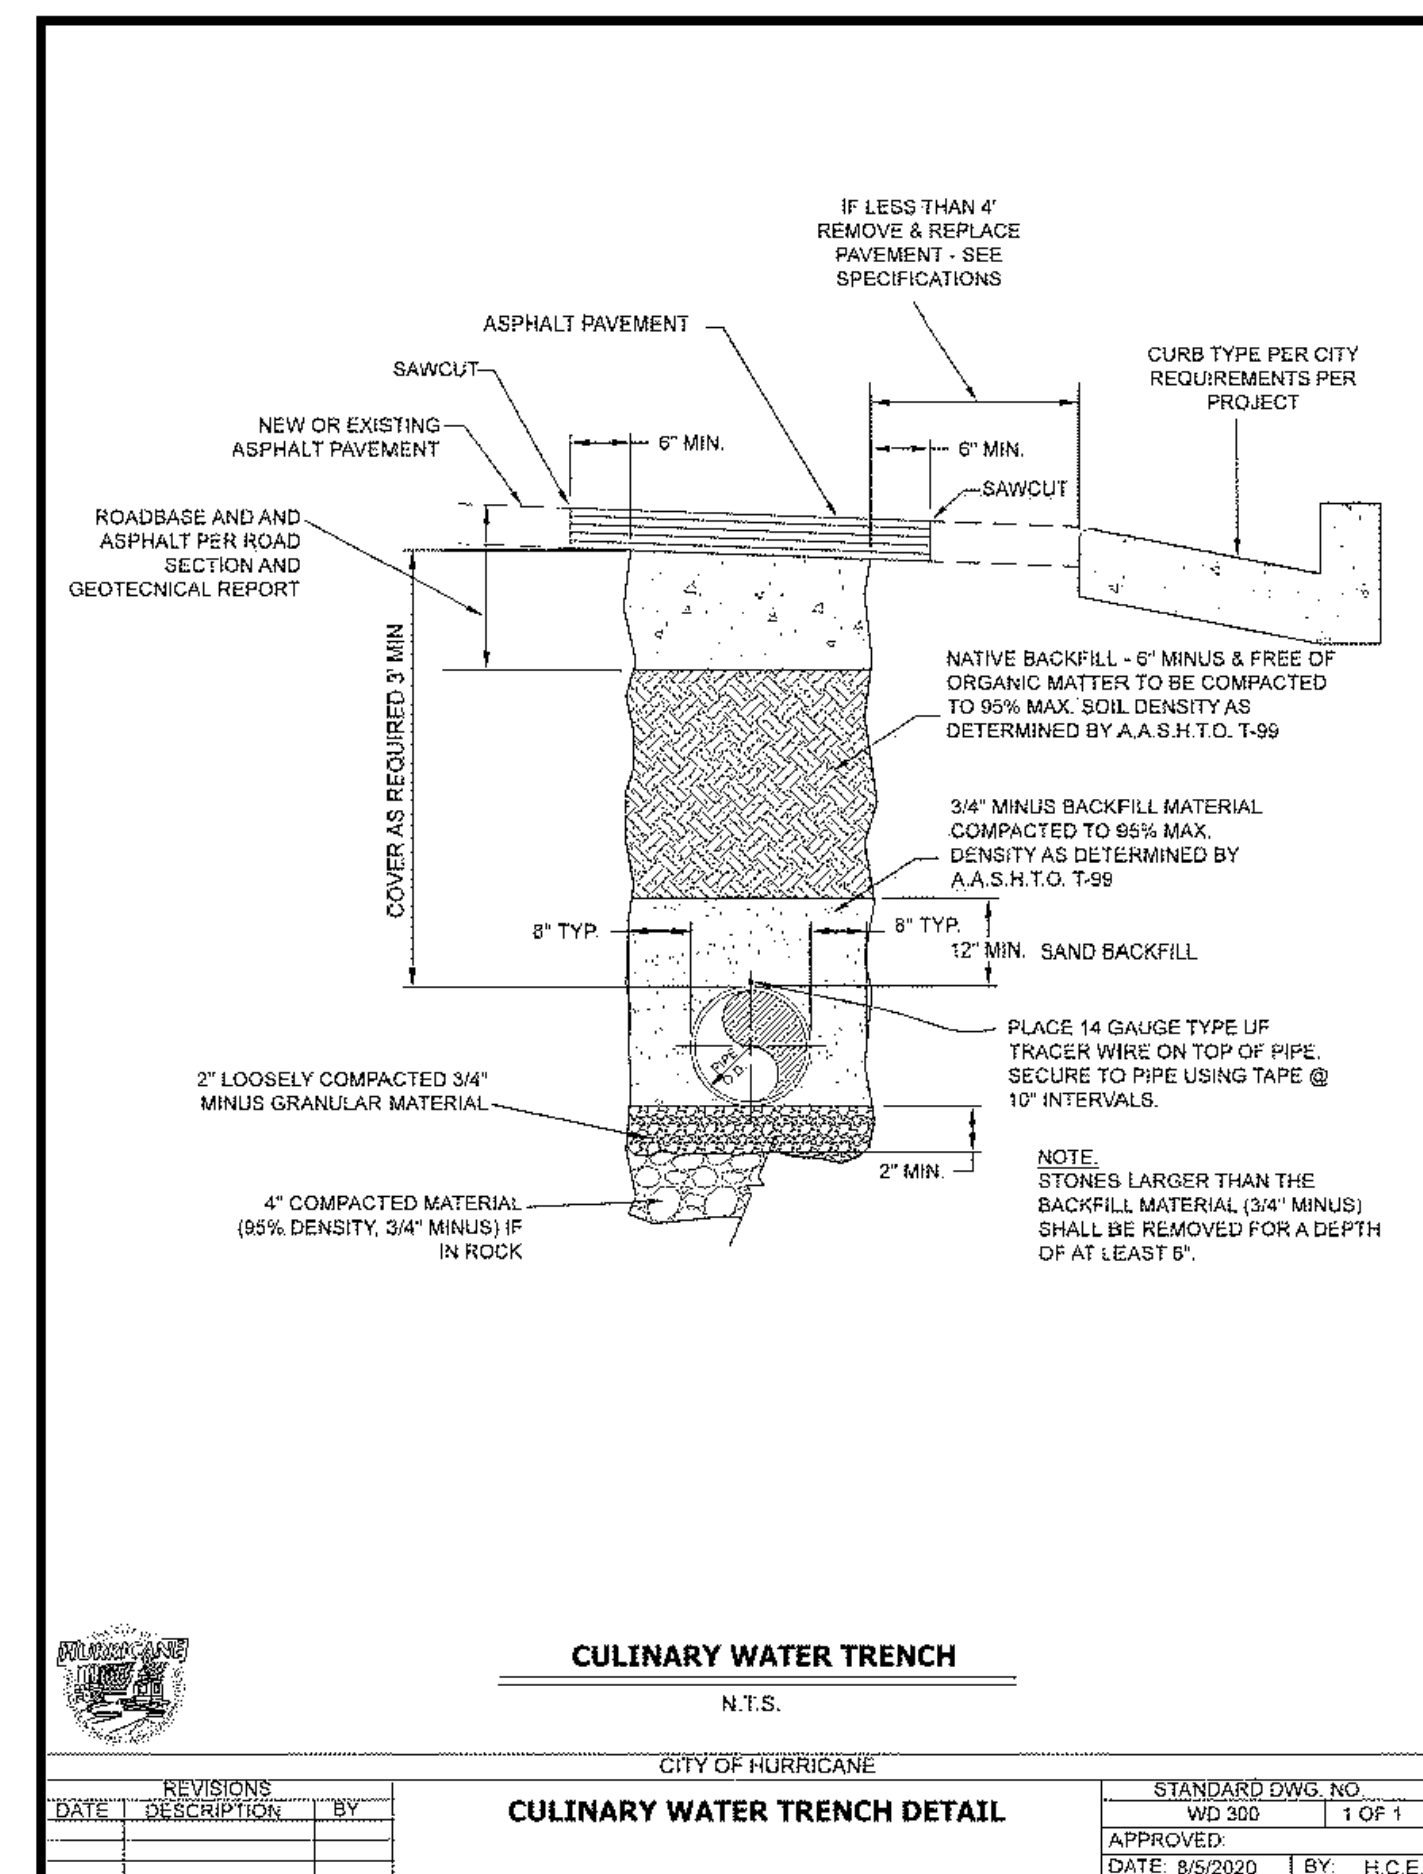 IF LESS THAN 4'
REMOVE & REPLACE
PAVEMENT - SEE
SPECIFICATIONS
ASPHALT PAVEMENT
SAWCUT
CURB TYPE PER CITY
REQUIREMENTS PER
PROJECT
NEW OR EXISTING
ASPHALT PAVEMENT
6" MIN.
6" MIN.
SAWCUT
ROADBASE AND AND
ASPHALT PER ROAD
SECTION AND
GEOTECNICAL REPORT
COVER AS REQUIRED 3' MIN
NATIVE BACKFILL - 6" MINUS & FREE OF
ORGANIC MATTER TO BE COMPACTED
TO 95% MAX. SOIL DENSITY AS
DETERMINED BY A.A.S.H.T.O. T-99
3/4" MINUS BACKFILL MATERIAL
COMPACTED TO 95% MAX.
DENSITY AS DETERMINED BY
A.A.S.H.T.O. T-99
8" TYP.
8" TYP.
12" MIN. SAND BACKFILL
PIPE
O.D.
PLACE 14 GAUGE TYPE UF
TRACER WIRE ON TOP OF PIPE.
SECURE TO PIPE USING TAPE @
10" INTERVALS.
2" LOOSELY COMPACTED 3/4"
MINUS GRANULAR MATERIAL
2" MIN.
4" COMPACTED MATERIAL
(95% DENSITY, 3/4" MINUS) IF
IN ROCK
NOTE.
STONES LARGER THAN THE
BACKFILL MATERIAL (3/4" MINUS)
SHALL BE REMOVED FOR A DEPTH
OF AT LEAST 6".
HURRICANE
CULINARY WATER TRENCH
N.T.S.
CITY OF HURRICANE
REVISIONS
DATE DESCRIPTION BY
CULINARY WATER TRENCH DETAIL
STANDARD DWG. NO.
WD 300 1 OF 1
APPROVED:
DATE: 8/5/2020 BY: H.C.E.